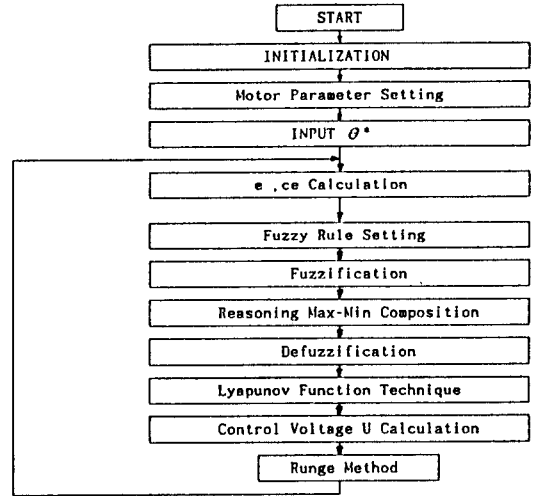 START
INITIALIZATION
Motor Parameter Setting
INPUT θ*
e ,ce Calculation
Fuzzy Rule Setting
Fuzzification
Reasoning Max-Min Composition
Defuzzification
Lyapunov Function Technique
Control Voltage U Calculation
Runge Method